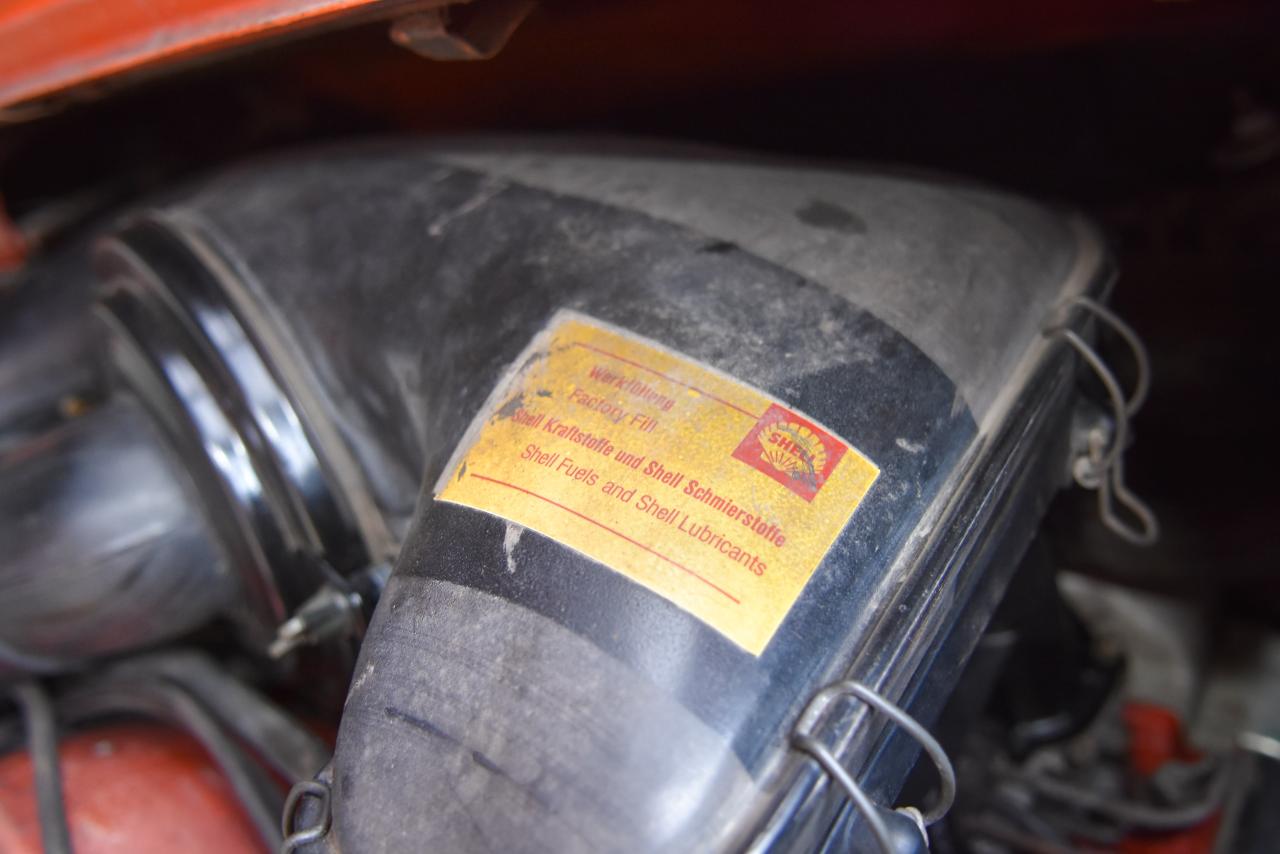 Werkfüllung
Factory Fill
Shell Kraftstoffe und Shell Schmierstoffe
Shell Fuels and Shell Lubricants
SHELL